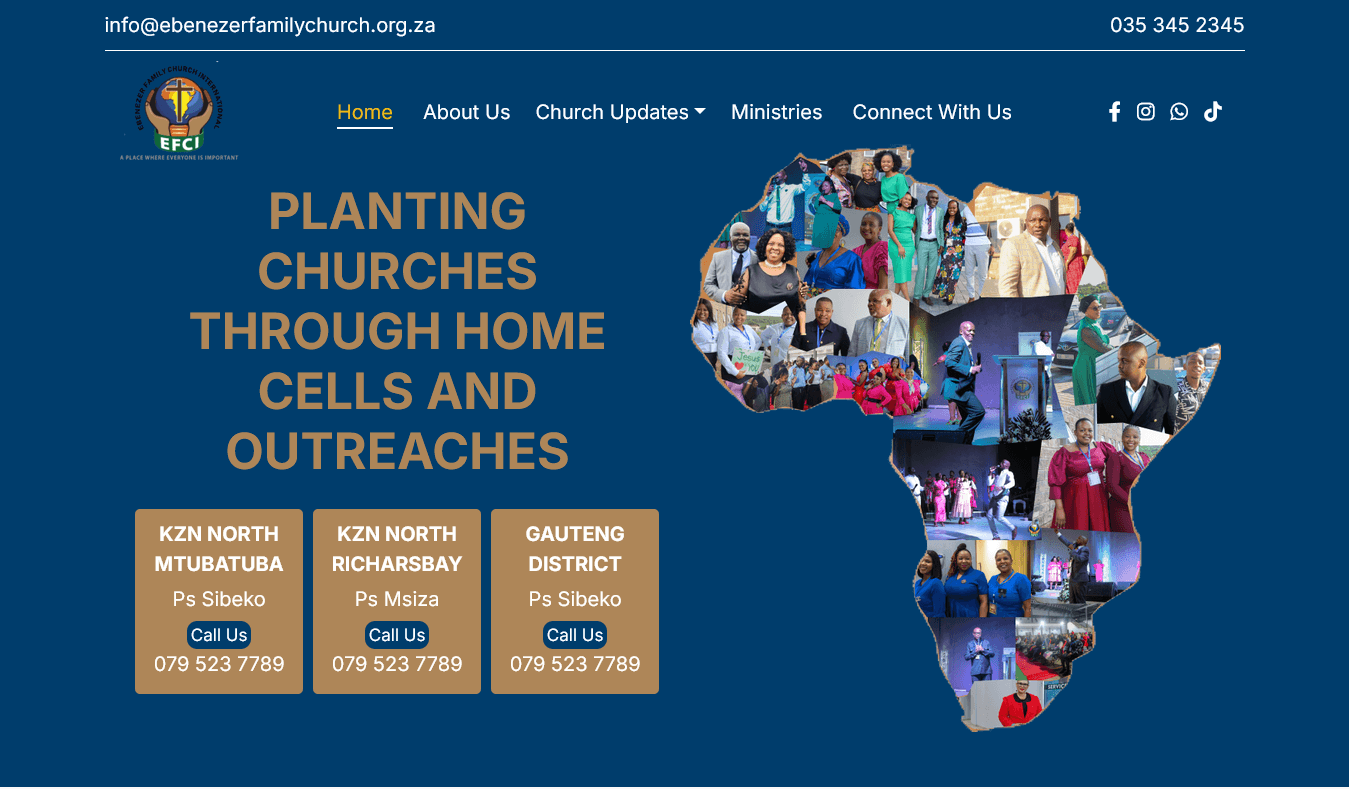 info@ebenezerfamilychurch.org.za
035 345 2345
EBENEZER FAMILY CHURCH INTERNATIONAL
EFCI
A PLACE WHERE EVERYONE IS IMPORTANT
Home
About Us
Church Updates
Ministries
Connect With Us
PLANTING
CHURCHES
THROUGH HOME
CELLS AND
OUTREACHES
Jesus
YOU
KZN NORTH
MTUBATUBA
Ps Sibeko
Call Us
079 523 7789
KZN NORTH
RICHARSBAY
Ps Msiza
Call Us
079 523 7789
GAUTENG
DISTRICT
Ps Sibeko
Call Us
079 523 7789
SERVICE